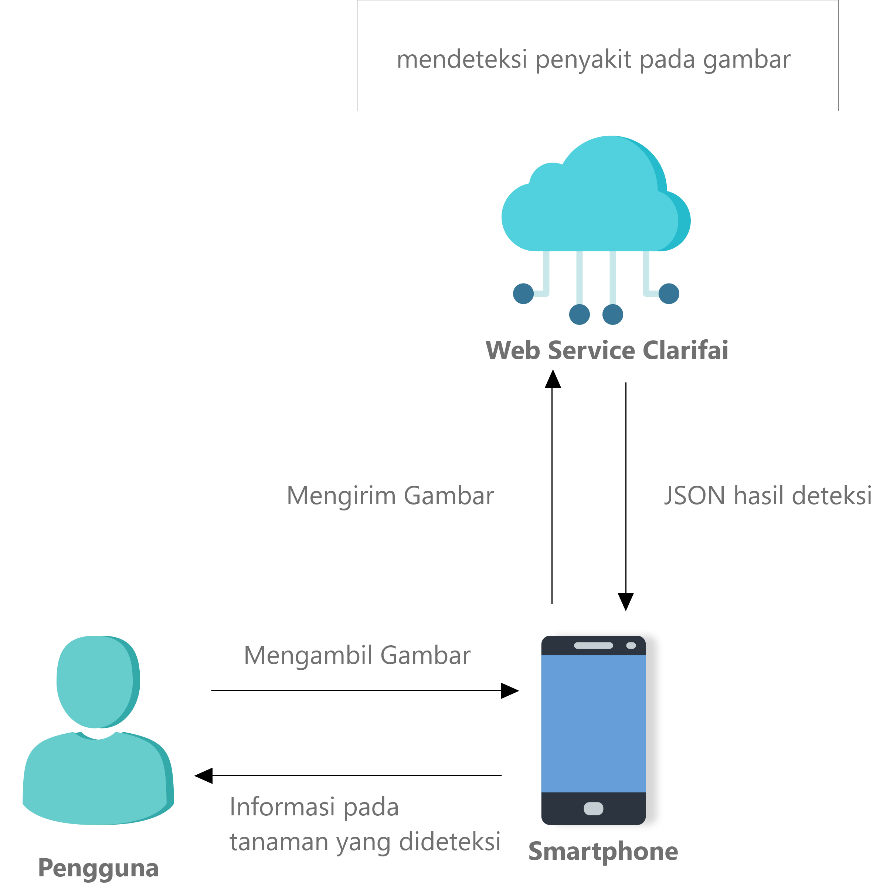 mendeteksi penyakit pada gambar
Web Service Clarifai
Mengirim Gambar
JSON hasil deteksi
Mengambil Gambar
Informasi pada
tanaman yang dideteksi
Pengguna
Smartphone